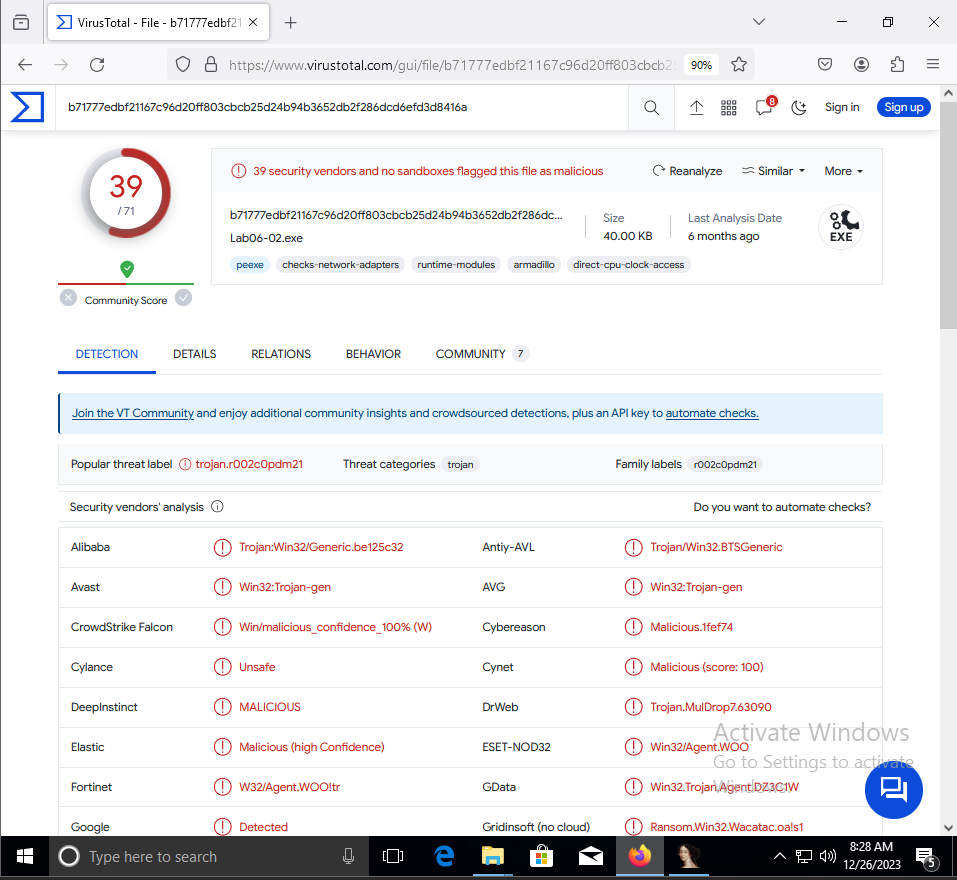 VirusTotal - File - b71777edbf21
https://www.virustotal.com/gui/file/b71777edbf21167c96d20ff803cbcb25
90%
b71777edbf21167c96d20ff803cbcb25d24b94b3652db2f286dcd6efd3d8416a
8
Sign in
Sign up
39
/ 71
Community Score
39 security vendors and no sandboxes flagged this file as malicious
Reanalyze
Similar
More
b71777edbf21167c96d20ff803cbcb25d24b94b3652db2f286dc...
Lab06-02.exe
Size
40.00 KB
Last Analysis Date
6 months ago
EXE
peexe
checks-network-adapters
runtime-modules
armadillo
direct-cpu-clock-access
DETECTION
DETAILS
RELATIONS
BEHAVIOR
COMMUNITY 7
Join the VT Community and enjoy additional community insights and crowdsourced detections, plus an API key to automate checks.
Popular threat label trojan.r002c0pdm21
Threat categories trojan
Family labels r002c0pdm21
Security vendors' analysis
Do you want to automate checks?
Alibaba Trojan:Win32/Generic.be125c32 Antiy-AVL Trojan/Win32.BTSGeneric
Avast Win32:Trojan-gen AVG Win32:Trojan-gen
CrowdStrike Falcon Win/malicious_confidence_100% (W) Cybereason Malicious.1fef74
Cylance Unsafe Cynet Malicious (score: 100)
DeepInstinct MALICIOUS DrWeb Trojan.MulDrop7.63090
Elastic Malicious (high Confidence) ESET-NOD32 Win32/Agent.WOO
Fortinet W32/Agent.WOO!tr GData Win32.Trojan.Agent.DZ3C1W
Google Detected Gridinsoft (no cloud) Ransom.Win32.Wacatac.oa!s1
Activate Windows
Go to Settings to activate
Windows.
Type here to search
8:28 AM
12/26/2023
5